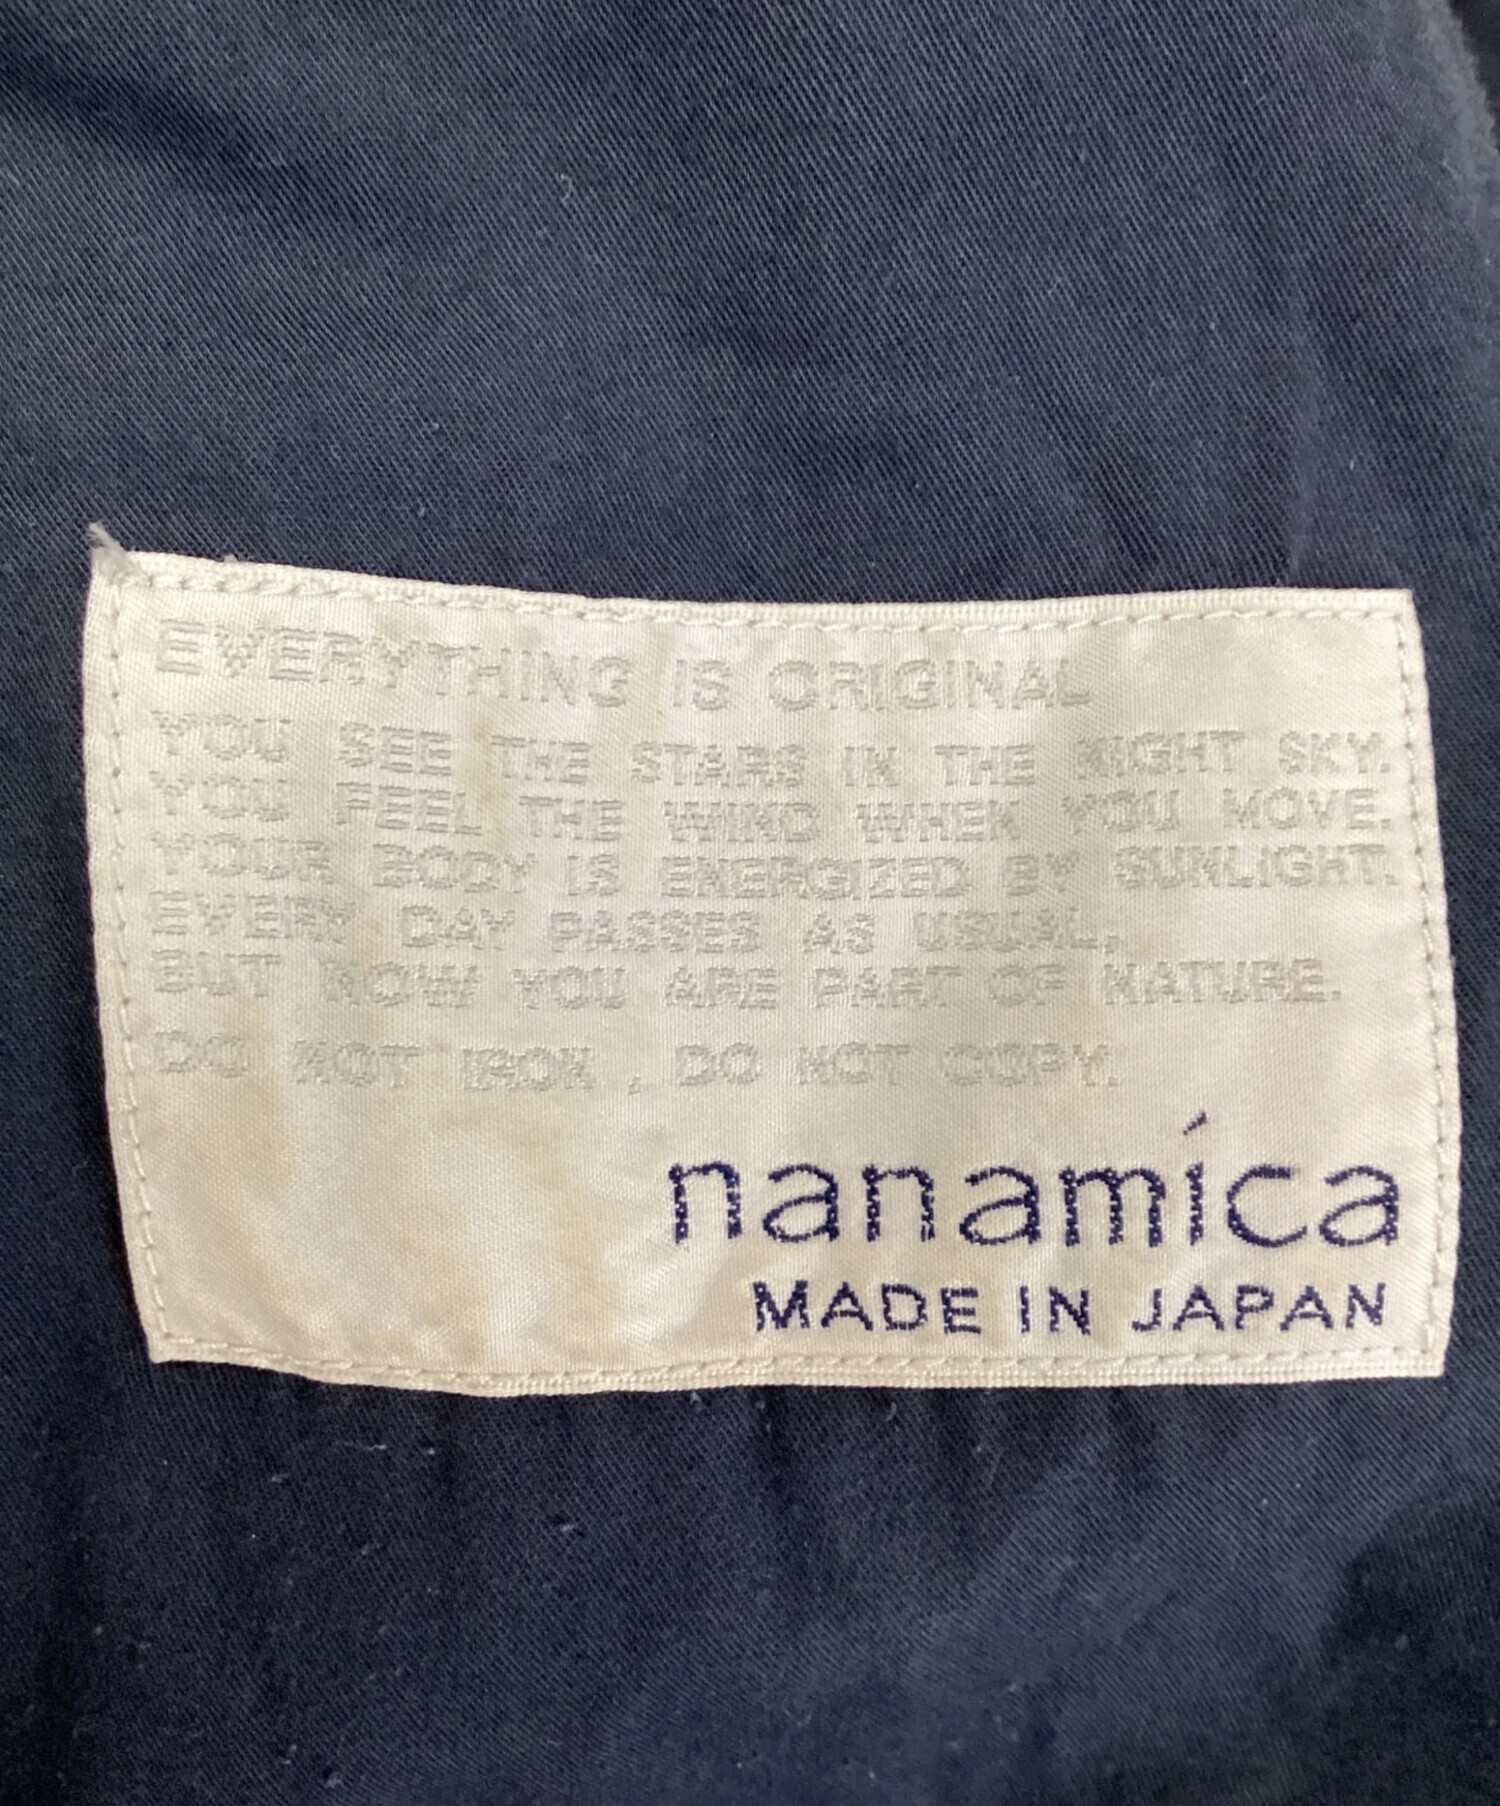 EVERYTHING IS ORIGINAL
YOU SEE THE STARS IN THE NIGHT SKY.
YOU FEEL THE WIND WHEN YOU MOVE.
YOUR BODY IS ENERGIZED BY SUNLIGHT.
EVERY DAY PASSES AS USUAL,
BUT NOW YOU ARE PART OF NATURE.
DO NOT IRON , DO NOT COPY.
nanamíca
MADE IN JAPAN